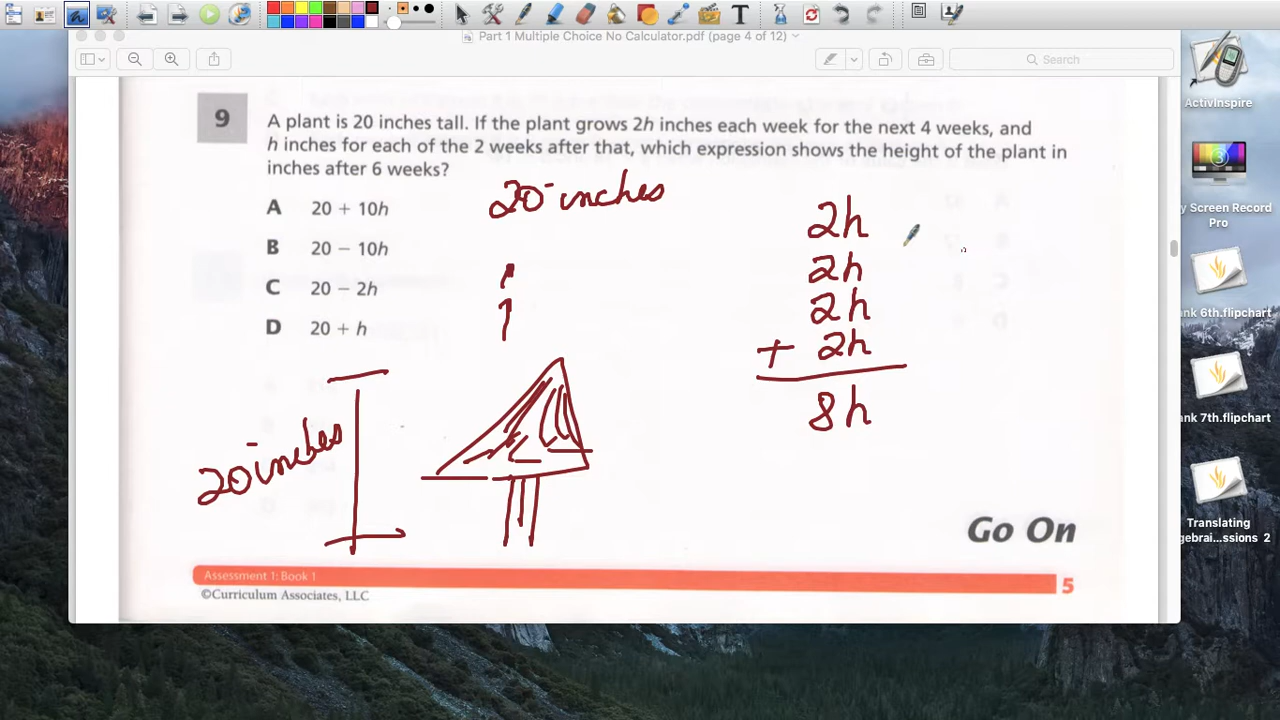 Part 1 Multiple Choice No Calculator.pdf (page 4 of 12)
Search
9
A plant is 20 inches tall. If the plant grows 2h inches each week for the next 4 weeks, and
h inches for each of the 2 weeks after that, which expression shows the height of the plant in
inches after 6 weeks?
A 20 + 10h
B 20 − 10h
C 20 − 2h
D 20 + h
20 inches
2h
2h
2h
+ 2h
8h
20 inches
Go On
Assessment 1: Book 1
5
©Curriculum Associates, LLC
ActivInspire
y Screen Record
Pro
ank 6th.flipchart
ank 7th.flipchart
Translating
gebrai...ssions 2